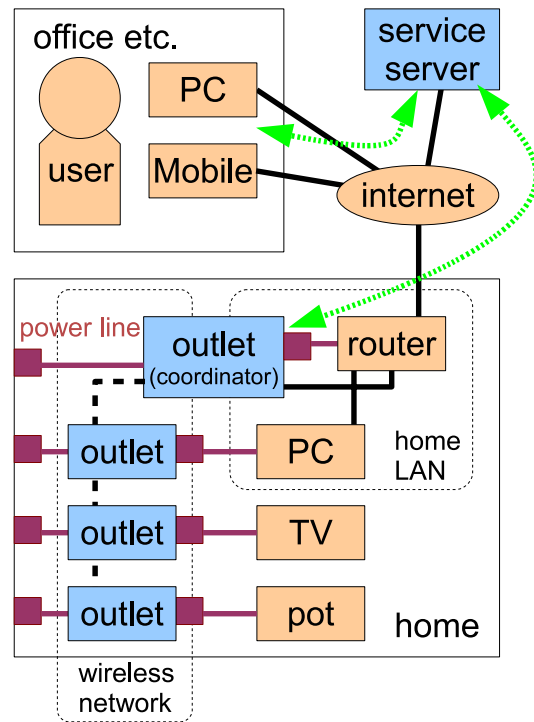 office etc.
service
server
PC
user
Mobile
internet
power line
outlet
(coordinator)
router
outlet
PC
home
LAN
outlet
TV
outlet
pot
home
wireless
network